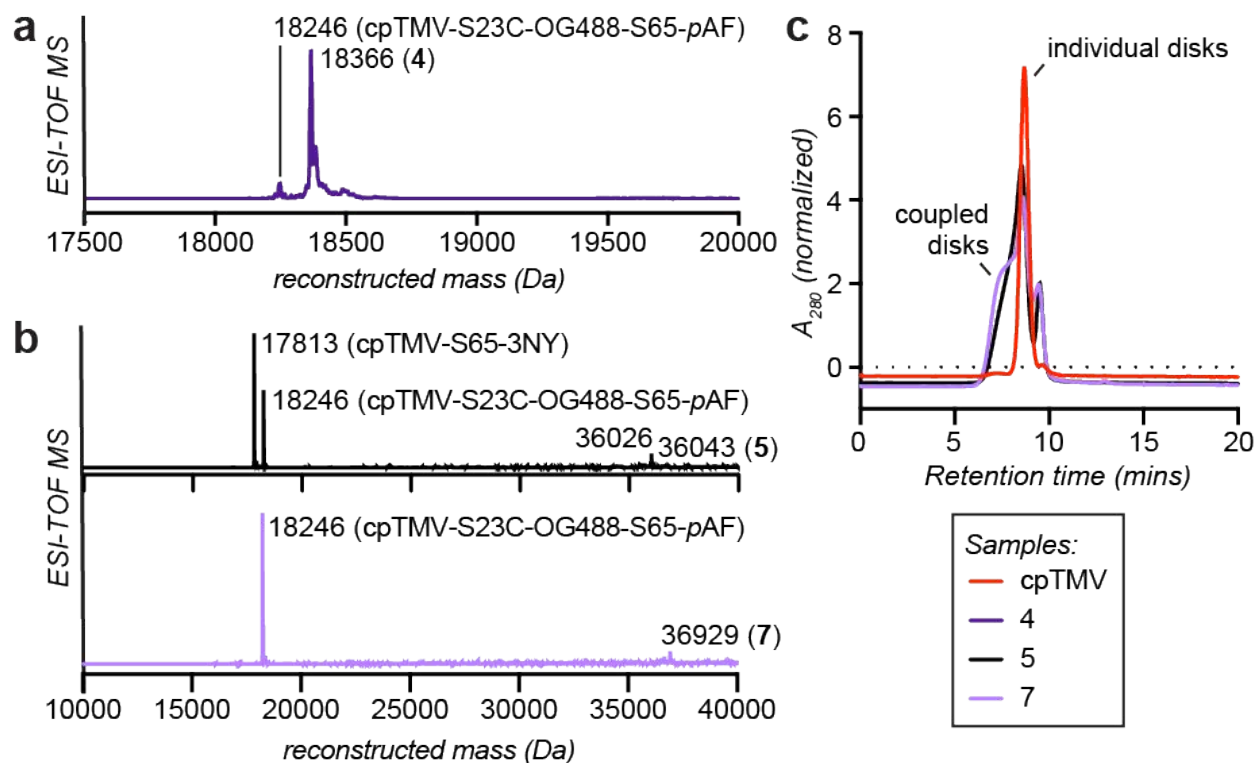 a
ESI-TOF MS
18246 (cpTMV-S23C-OG488-S65-pAF)
18366 (4)
17500 18000 18500 19000 19500 20000
reconstructed mass (Da)
b
ESI-TOF MS
17813 (cpTMV-S65-3NY)
18246 (cpTMV-S23C-OG488-S65-pAF)
36026 36043 (5)
18246 (cpTMV-S23C-OG488-S65-pAF)
36929 (7)
10000 15000 20000 25000 30000 35000 40000
reconstructed mass (Da)
c
A280 (normalized)
8
6
4
2
0
individual disks
coupled
disks
0 5 10 15 20
Retention time (mins)
Samples:
cpTMV
4
5
7